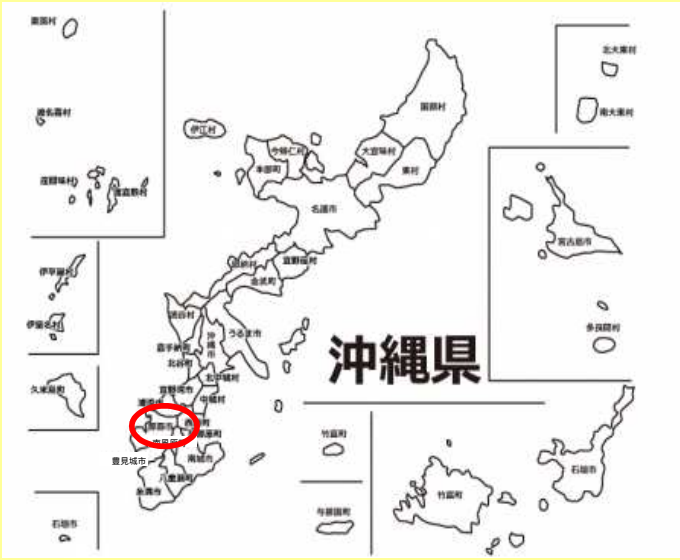 粟国村
渡名喜村
座間味村
渡嘉敷村
伊平屋村
伊是名村
久米島町
石垣市
伊江村
今帰仁村
本部町
国頭村
大宜味村
東村
名護市
恩納村
宜野座村
金武町
読谷村
沖縄市
うるま市
嘉手納町
北谷町
北中城村
宜野湾市
中城村
浦添市
那覇市
豊見城市
南城市
八重瀬町
糸満市
沖縄県
北大東村
南大東村
宮古島市
多良間村
竹富町
与那国町
竹富町
石垣市